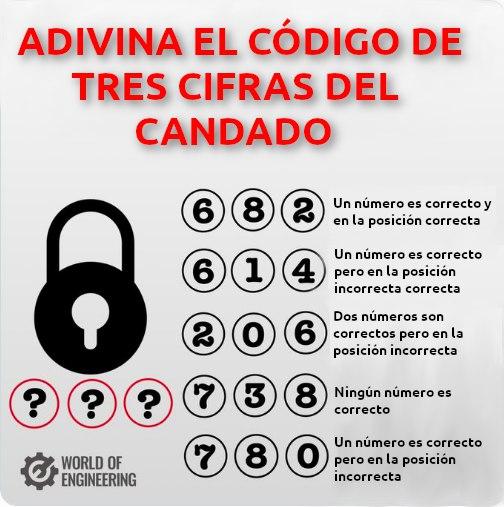 ADIVINA EL CÓDIGO DE
TRES CIFRAS DEL
CANDADO
6 8 2
Un número es correcto y
en la posición correcta
6 1 4
Un número es correcto
pero en la posición
incorrecta correcta
2 0 6
Dos números son
correctos pero en la
posición incorrecta
? ? ?
7 3 8
Ningún número es
correcto
7 8 0
Un número es correcto
pero en la posición
incorrecta
WORLD OF
ENGINEERING